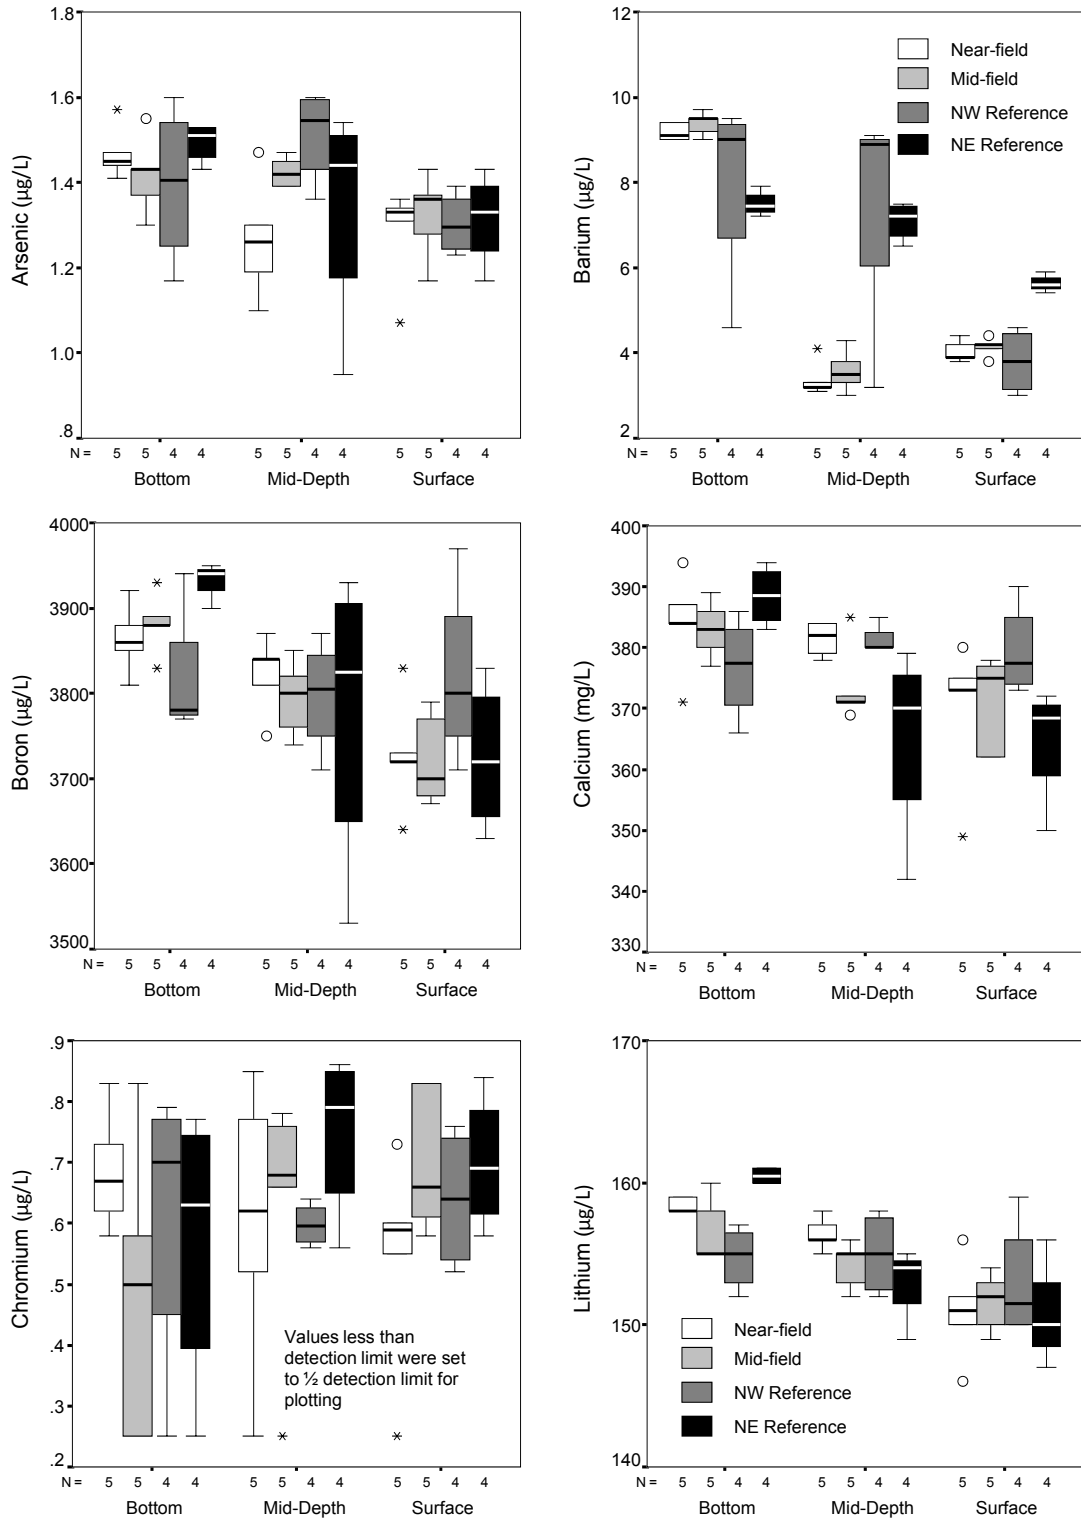 1.8
1.6
1.4
1.2
1.0
.8
Arsenic (µg/L)
N = 5 5 4 4 5 5 4 4 5 5 4 4
Bottom Mid-Depth Surface
12
10
8
6
4
2
Barium (µg/L)
Near-field
Mid-field
NW Reference
NE Reference
N = 5 5 4 4 5 5 4 4 5 5 4 4
Bottom Mid-Depth Surface
4000
3900
3800
3700
3600
3500
Boron (µg/L)
N = 5 5 4 4 5 5 4 4 5 5 4 4
Bottom Mid-Depth Surface
400
390
380
370
360
350
340
330
Calcium (mg/L)
N = 5 5 4 4 5 5 4 4 5 5 4 4
Bottom Mid-Depth Surface
.9
.8
.7
.6
.5
.4
.3
.2
Chromium (µg/L)
Values less than
detection limit were set
to ½ detection limit for
plotting
N = 5 5 4 4 5 5 4 4 5 5 4 4
Bottom Mid-Depth Surface
170
160
150
140
Lithium (µg/L)
Near-field
Mid-field
NW Reference
NE Reference
N = 5 5 4 4 5 5 4 4 5 5 4 4
Bottom Mid-Depth Surface